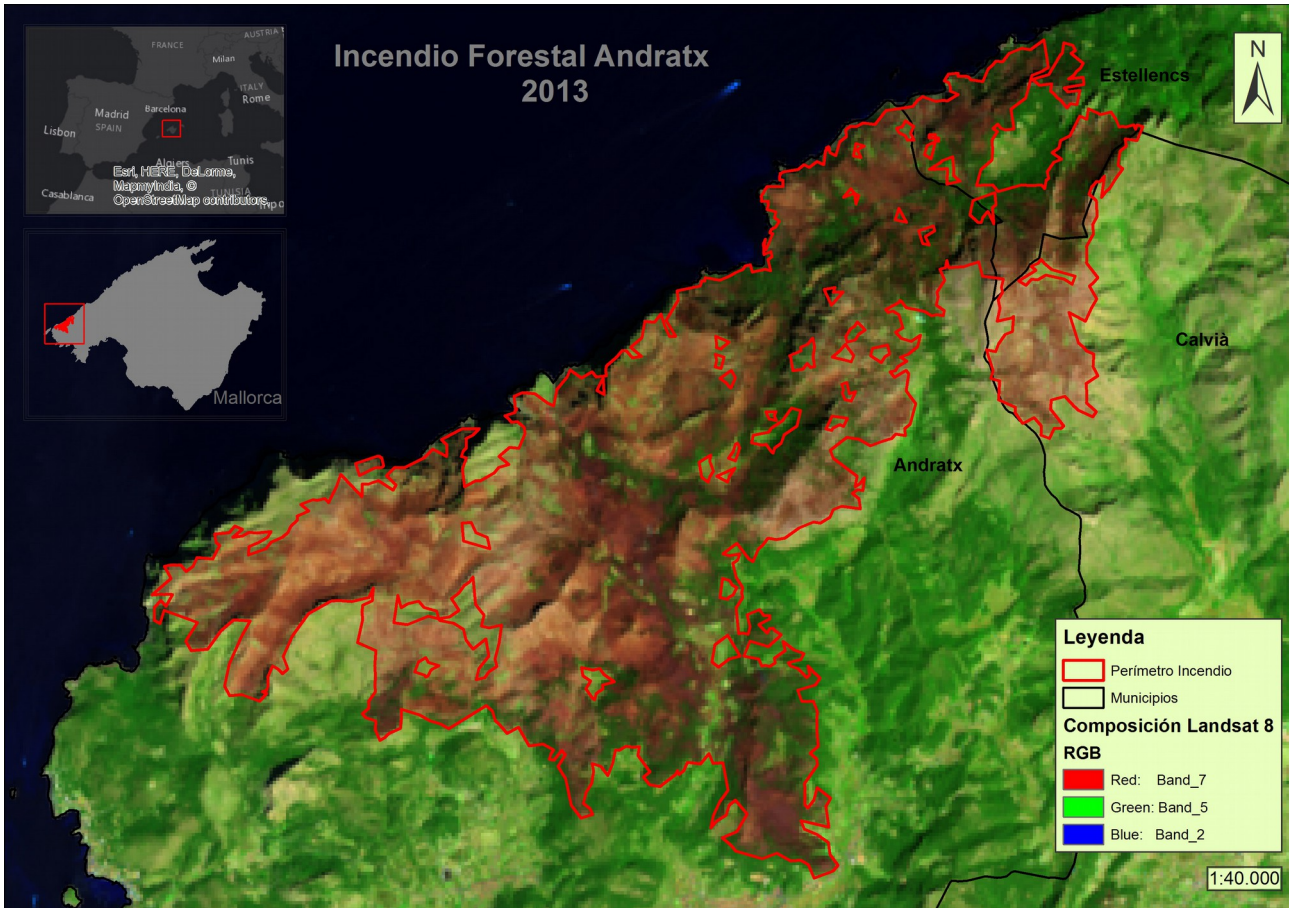 Incendio Forestal Andratx
2013
FRANCE
AUSTRIA
Milan
ITALY
Rome
Barcelona
Madrid
SPAIN
Lisbon
Algiers
Tunis
Casablanca
TUNISIA
Esri, HERE, DeLorme,
MapmyIndia, ©
OpenStreetMap contributors
Mallorca
N
Estellencs
Calvià
Andratx
Leyenda
Perímetro Incendio
Municipios
Composición Landsat 8
RGB
Red: Band_7
Green: Band_5
Blue: Band_2
1:40.000